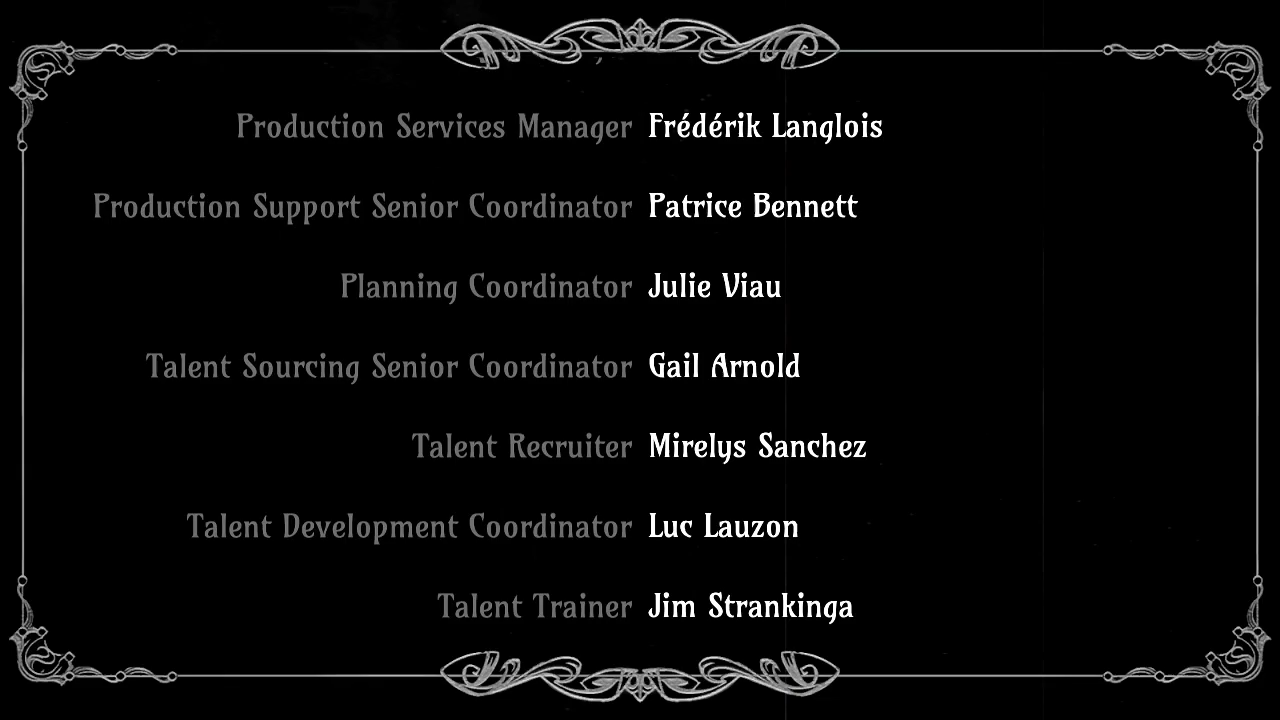 Production Services Manager Frédérik Langlois
Production Support Senior Coordinator Patrice Bennett
Planning Coordinator Julie Viau
Talent Sourcing Senior Coordinator Gail Arnold
Talent Recruiter Mirelys Sanchez
Talent Development Coordinator Luc Lauzon
Talent Trainer Jim Strankinga